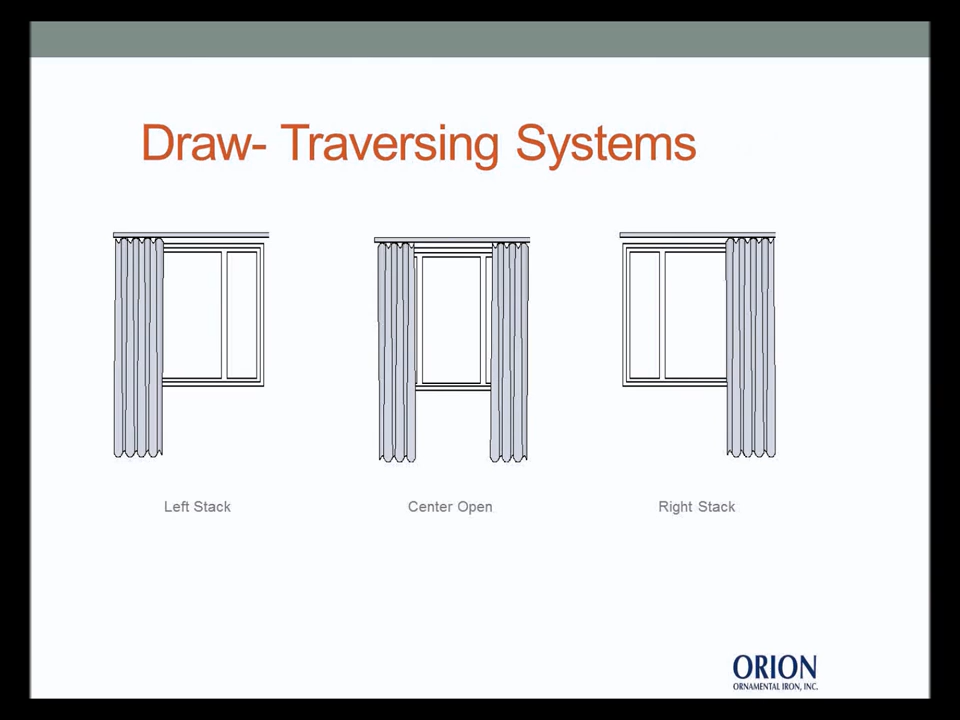 Draw- Traversing Systems
Left Stack
Center Open
Right Stack
ORION
ORNAMENTAL IRON, INC.